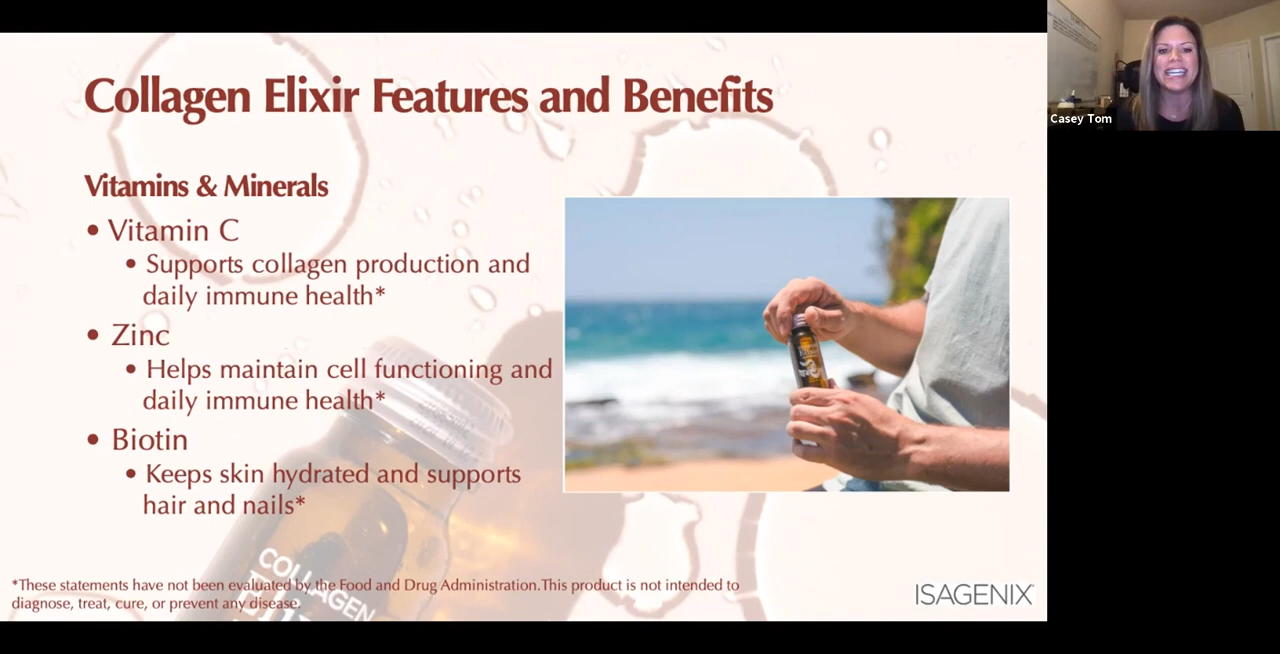 Collagen Elixir Features and Benefits
Casey Tom
Vitamins & Minerals
• Vitamin C
• Supports collagen production and
daily immune health*
• Zinc
• Helps maintain cell functioning and
daily immune health*
• Biotin
• Keeps skin hydrated and supports
hair and nails*
COLLAGEN
*These statements have not been evaluated by the Food and Drug Administration.This product is not intended to
diagnose, treat, cure, or prevent any disease.
ISAGENIX